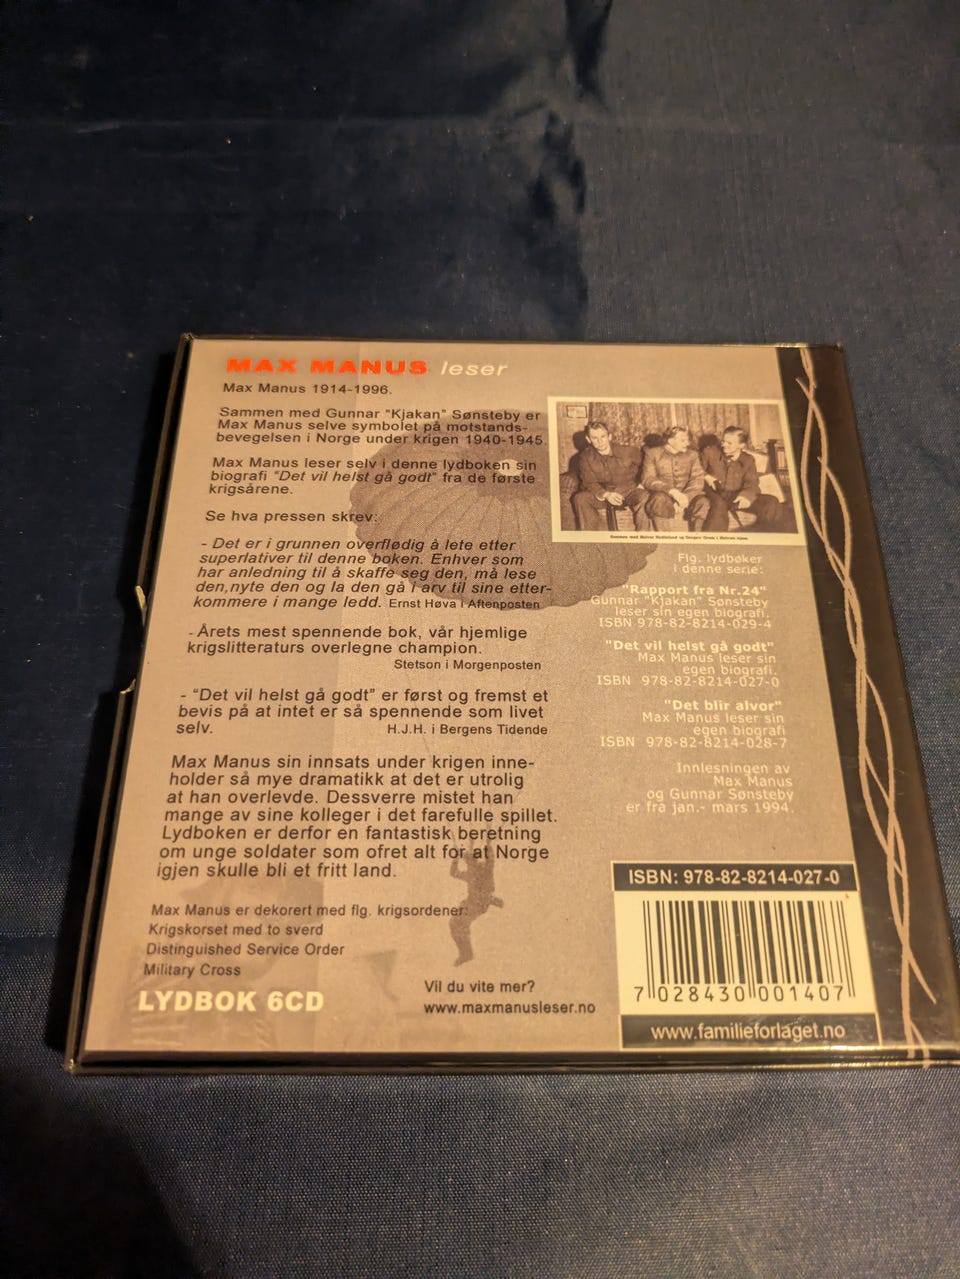 MAX MANUS leser
Max Manus 1914-1996.
Sammen med Gunnar "Kjakan" Sønsteby er
Max Manus selve symbolet på motstands-
bevegelsen i Norge under krigen 1940-1945.
Max Manus leser selv i denne lydboken sin
biografi "Det vil helst gå godt" fra de første
krigsårene.
Se hva pressen skrev:
- Det er i grunnen overflødig å lete etter
superlativer til denne boken. Enhver som
har anledning til å skaffe seg den, må lese
den,nyte den og la den gå i arv til sine etter-
kommere i mange ledd. Ernst Høva i Aftenposten
- Årets mest spennende bok, vår hjemlige
krigslitteraturs overlegne champion.
Stetson i Morgenposten
- "Det vil helst gå godt" er først og fremst et
bevis på at intet er så spennende som livet
selv. H.J.H. i Bergens Tidende
Max Manus sin innsats under krigen inne-
holder så mye dramatikk at det er utrolig
at han overlevde. Dessverre mistet han
mange av sine kolleger i det farefulle spillet.
Lydboken er derfor en fantastisk beretning
om unge soldater som ofret alt for at Norge
igjen skulle bli et fritt land.
Max Manus er dekorert med flg. krigsordener:
Krigskorset med to sverd
Distinguished Service Order
Military Cross
LYDBOK 6CD
Vil du vite mer?
www.maxmanusleser.no
Sammen med
Flg. lydbøker
i denne serie:
"Rapport fra Nr.24"
Gunnar "Kjakan" Sønsteby
leser sin egen biografi.
ISBN 978-82-8214-029-4
"Det vil helst gå godt"
Max Manus leser sin
egen biografi.
ISBN 978-82-8214-027-0
"Det blir alvor"
Max Manus leser sin
egen biografi
ISBN 978-82-8214-028-7
Innlesningen av
Max Manus
og Gunnar Sønsteby
er fra jan.- mars 1994.
ISBN: 978-82-8214-027-0
7 028430 001407
www.familieforlaget.no